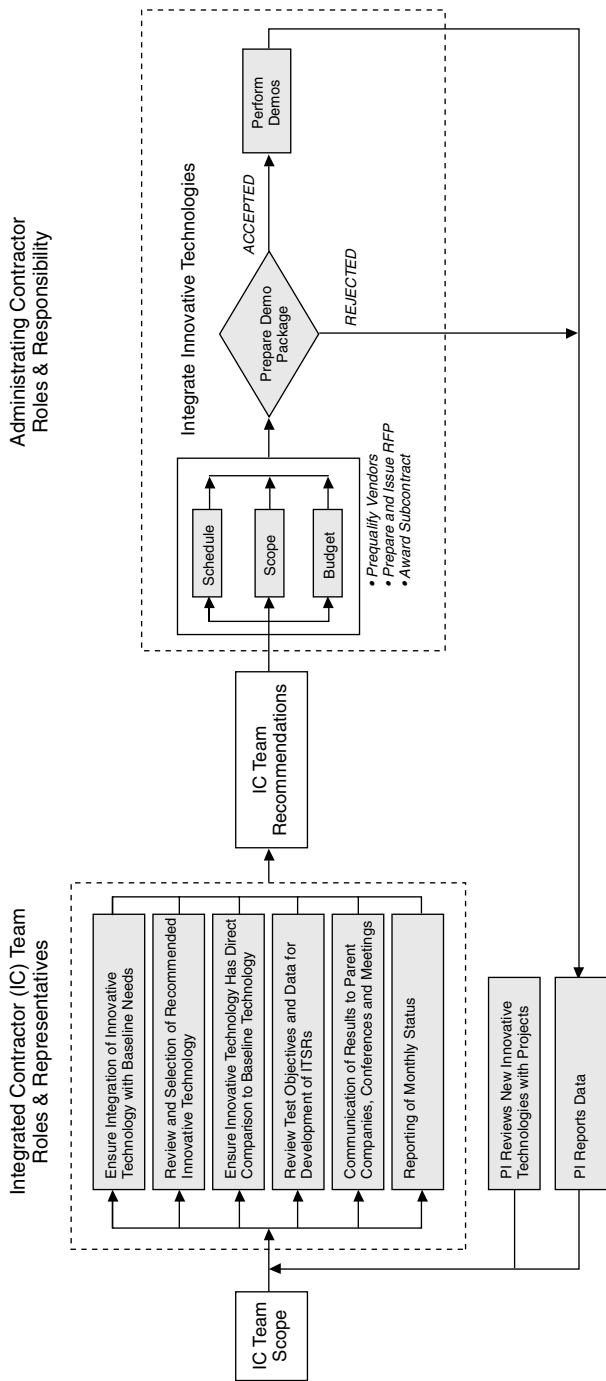 Integrated Contractor (IC) Team
Roles & Representatives
Administrating Contractor
Roles & Responsibility
IC Team
Scope
Ensure Integration of Innovative
Technology with Baseline Needs
Review and Selection of Recommended
Innovative Technology
Ensure Innovative Technology Has Direct
Comparison to Baseline Technology
Review Test Objectives and Data for
Development of ITSRs
Communication of Results to Parent
Companies, Conferences and Meetings
Reporting of Monthly Status
IC Team
Recommendations
Integrate Innovative Technologies
Schedule
Scope
Budget
• Prequalify Vendors
• Prepare and Issue RFP
• Award Subcontract
Prepare Demo
Package
ACCEPTED
REJECTED
Perform
Demos
PI Reviews New Innovative
Technologies with Projects
PI Reports Data